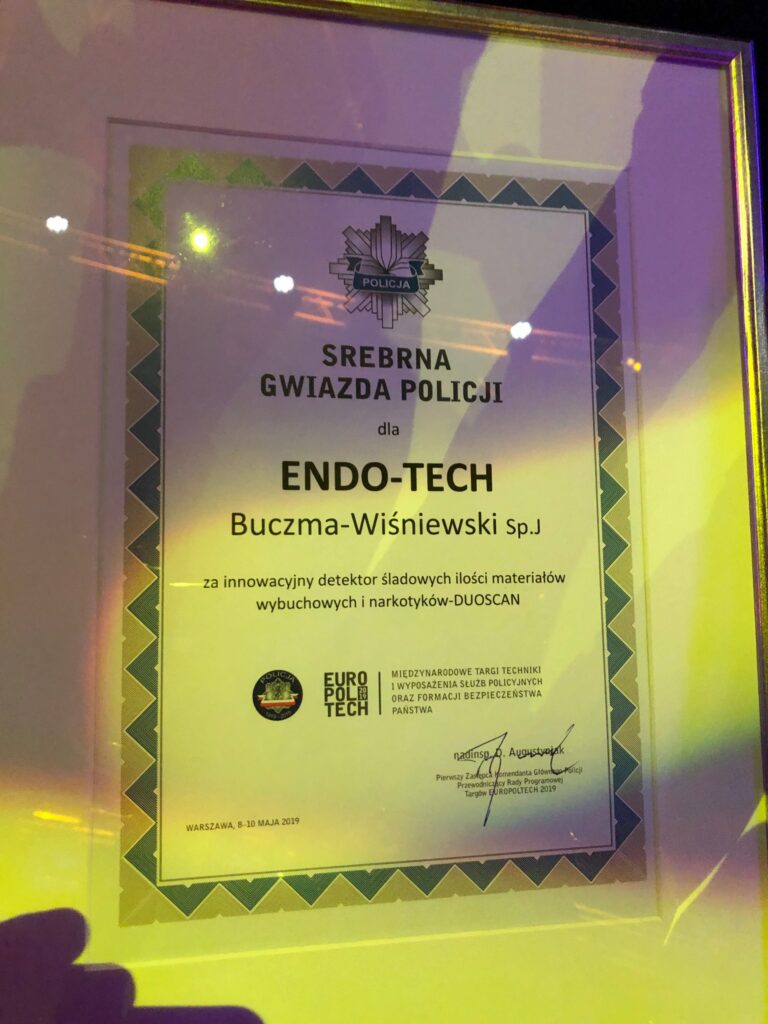 POLICJA
SREBRNA
GWIAZDA POLICJI
dla
ENDO-TECH
Buczma-Wiśniewski Sp.J
za innowacyjny detektor śladowych ilości materiałów
wybuchowych i narkotyków-DUOSCAN
POLICJA
EURO
POL 2019
TECH
MIĘDZYNARODOWE TARGI TECHNIKI
I WYPOSAŻENIA SŁUŻB POLICYJNYCH
ORAZ FORMACJI BEZPIECZEŃSTWA
PAŃSTWA
nadinsp. D. Augustyniak
Pierwszy Zastępca Komendanta Głównego Policji
Przewodniczący Rady Programowej
Targów EUROPOLTECH 2019
WARSZAWA, 8-10 MAJA 2019